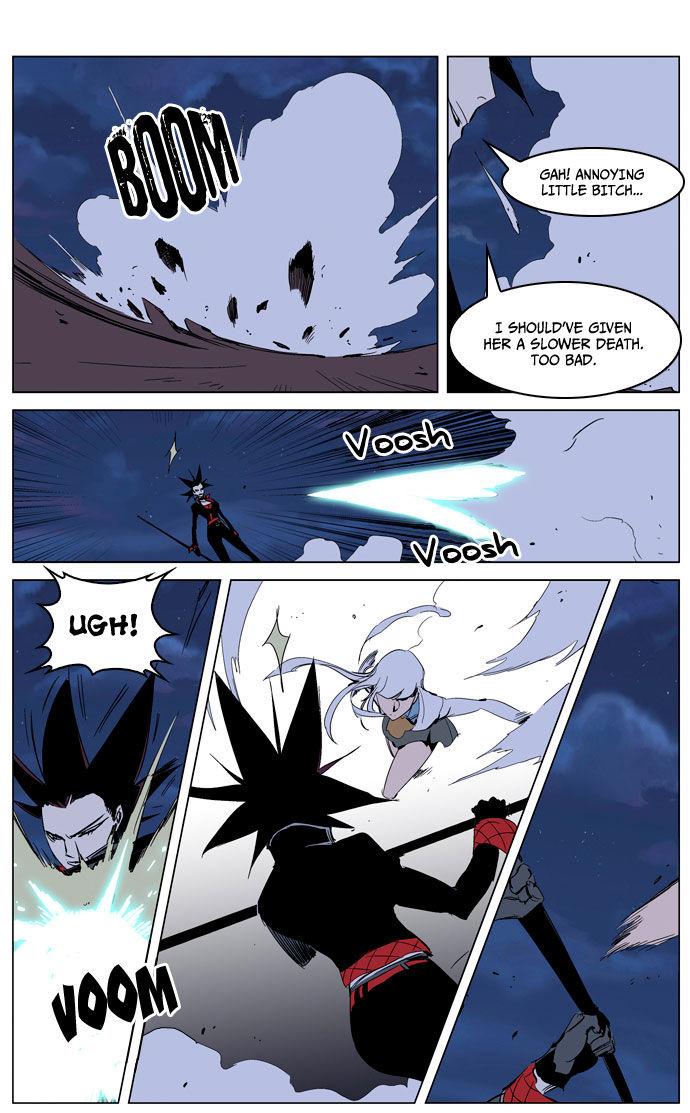 BOOM
GAH! ANNOYING
LITTLE BITCH...
I SHOULD'VE GIVEN
HER A SLOWER DEATH.
TOO BAD.
Voosh
Voosh
UGH!
VOOM